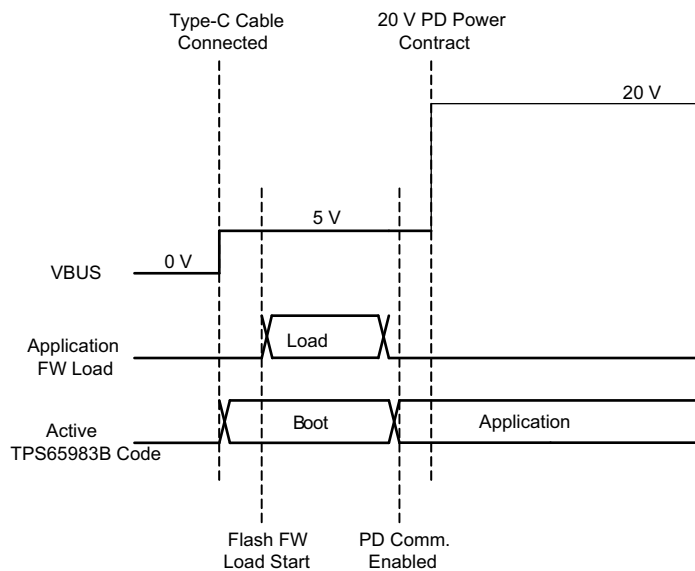 Type-C Cable
Connected
20 V PD Power
Contract
20 V
5 V
0 V
VBUS
Load
Application
FW Load
Boot
Application
Active
TPS65983B Code
Flash FW
Load Start
PD Comm.
Enabled